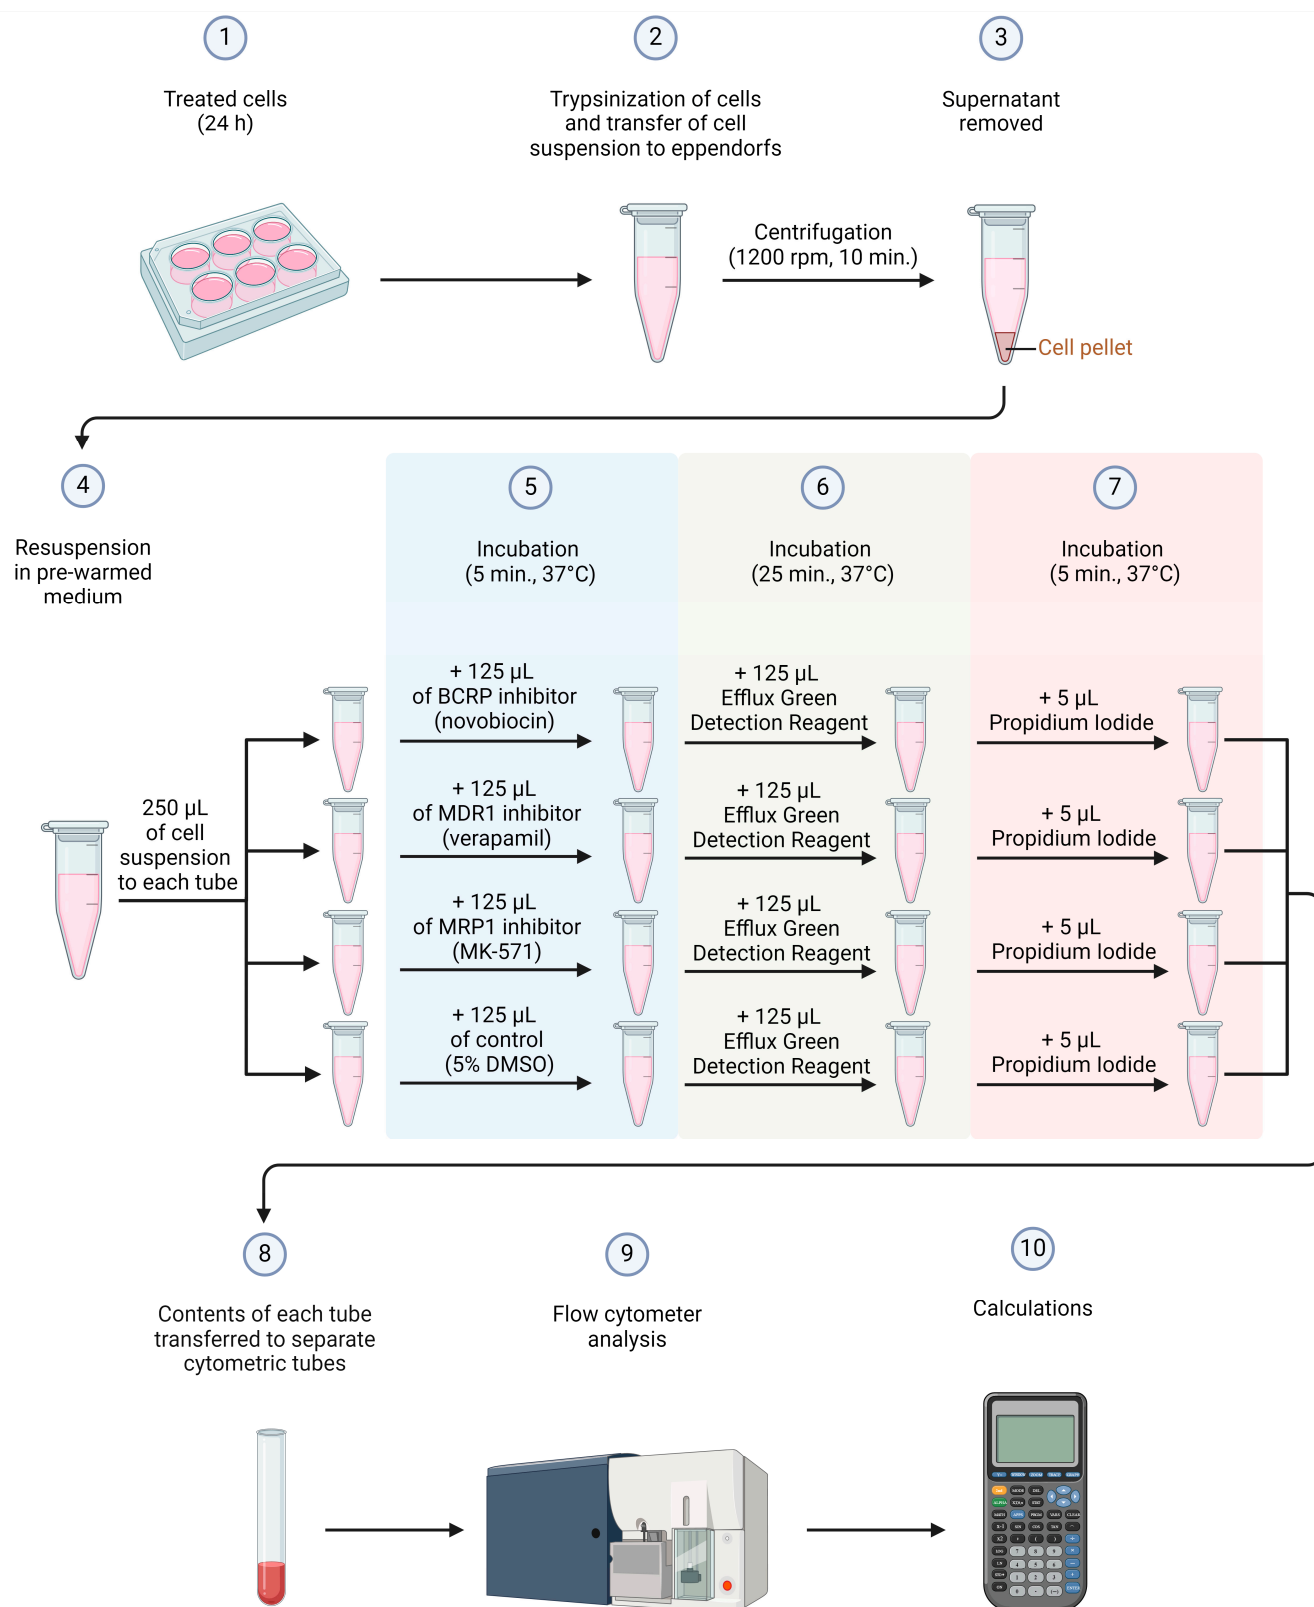 1
Treated cells
(24 h)
2
Trypsinization of cells
and transfer of cell
suspension to eppendorfs
3
Supernatant
removed
Centrifugation
(1200 rpm, 10 min.)
Cell pellet
4
Resuspension
in pre-warmed
medium
5
Incubation
(5 min., 37°C)
6
Incubation
(25 min., 37°C)
7
Incubation
(5 min., 37°C)
250 µL
of cell
suspension
to each tube
+ 125 µL
of BCRP inhibitor
(novobiocin)
+ 125 µL
Efflux Green
Detection Reagent
+ 5 µL
Propidium Iodide
+ 125 µL
of MDR1 inhibitor
(verapamil)
+ 125 µL
Efflux Green
Detection Reagent
+ 5 µL
Propidium Iodide
+ 125 µL
of MRP1 inhibitor
(MK-571)
+ 125 µL
Efflux Green
Detection Reagent
+ 5 µL
Propidium Iodide
+ 125 µL
of control
(5% DMSO)
+ 125 µL
Efflux Green
Detection Reagent
+ 5 µL
Propidium Iodide
8
Contents of each tube
transferred to separate
cytometric tubes
9
Flow cytometer
analysis
10
Calculations